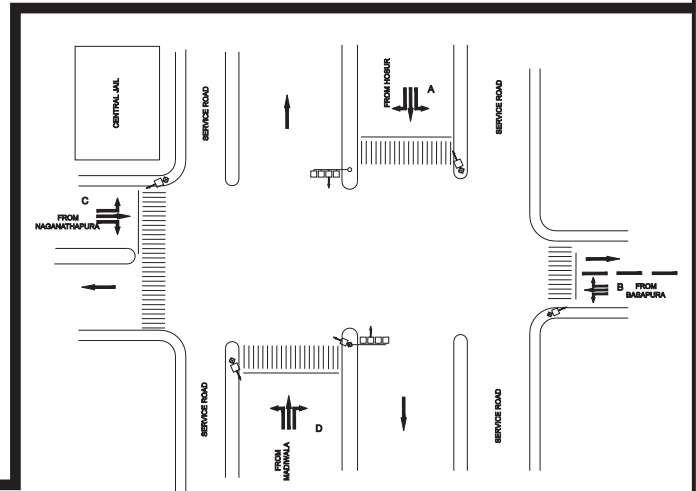 CENTRAL JAIL
SERVICE ROAD
FROM HOSUR
A
SERVICE ROAD
C
FROM
NAGANATHAPURA
B
FROM
BASAPURA
SERVICE ROAD
FROM
MADIWALA
D
SERVICE ROAD